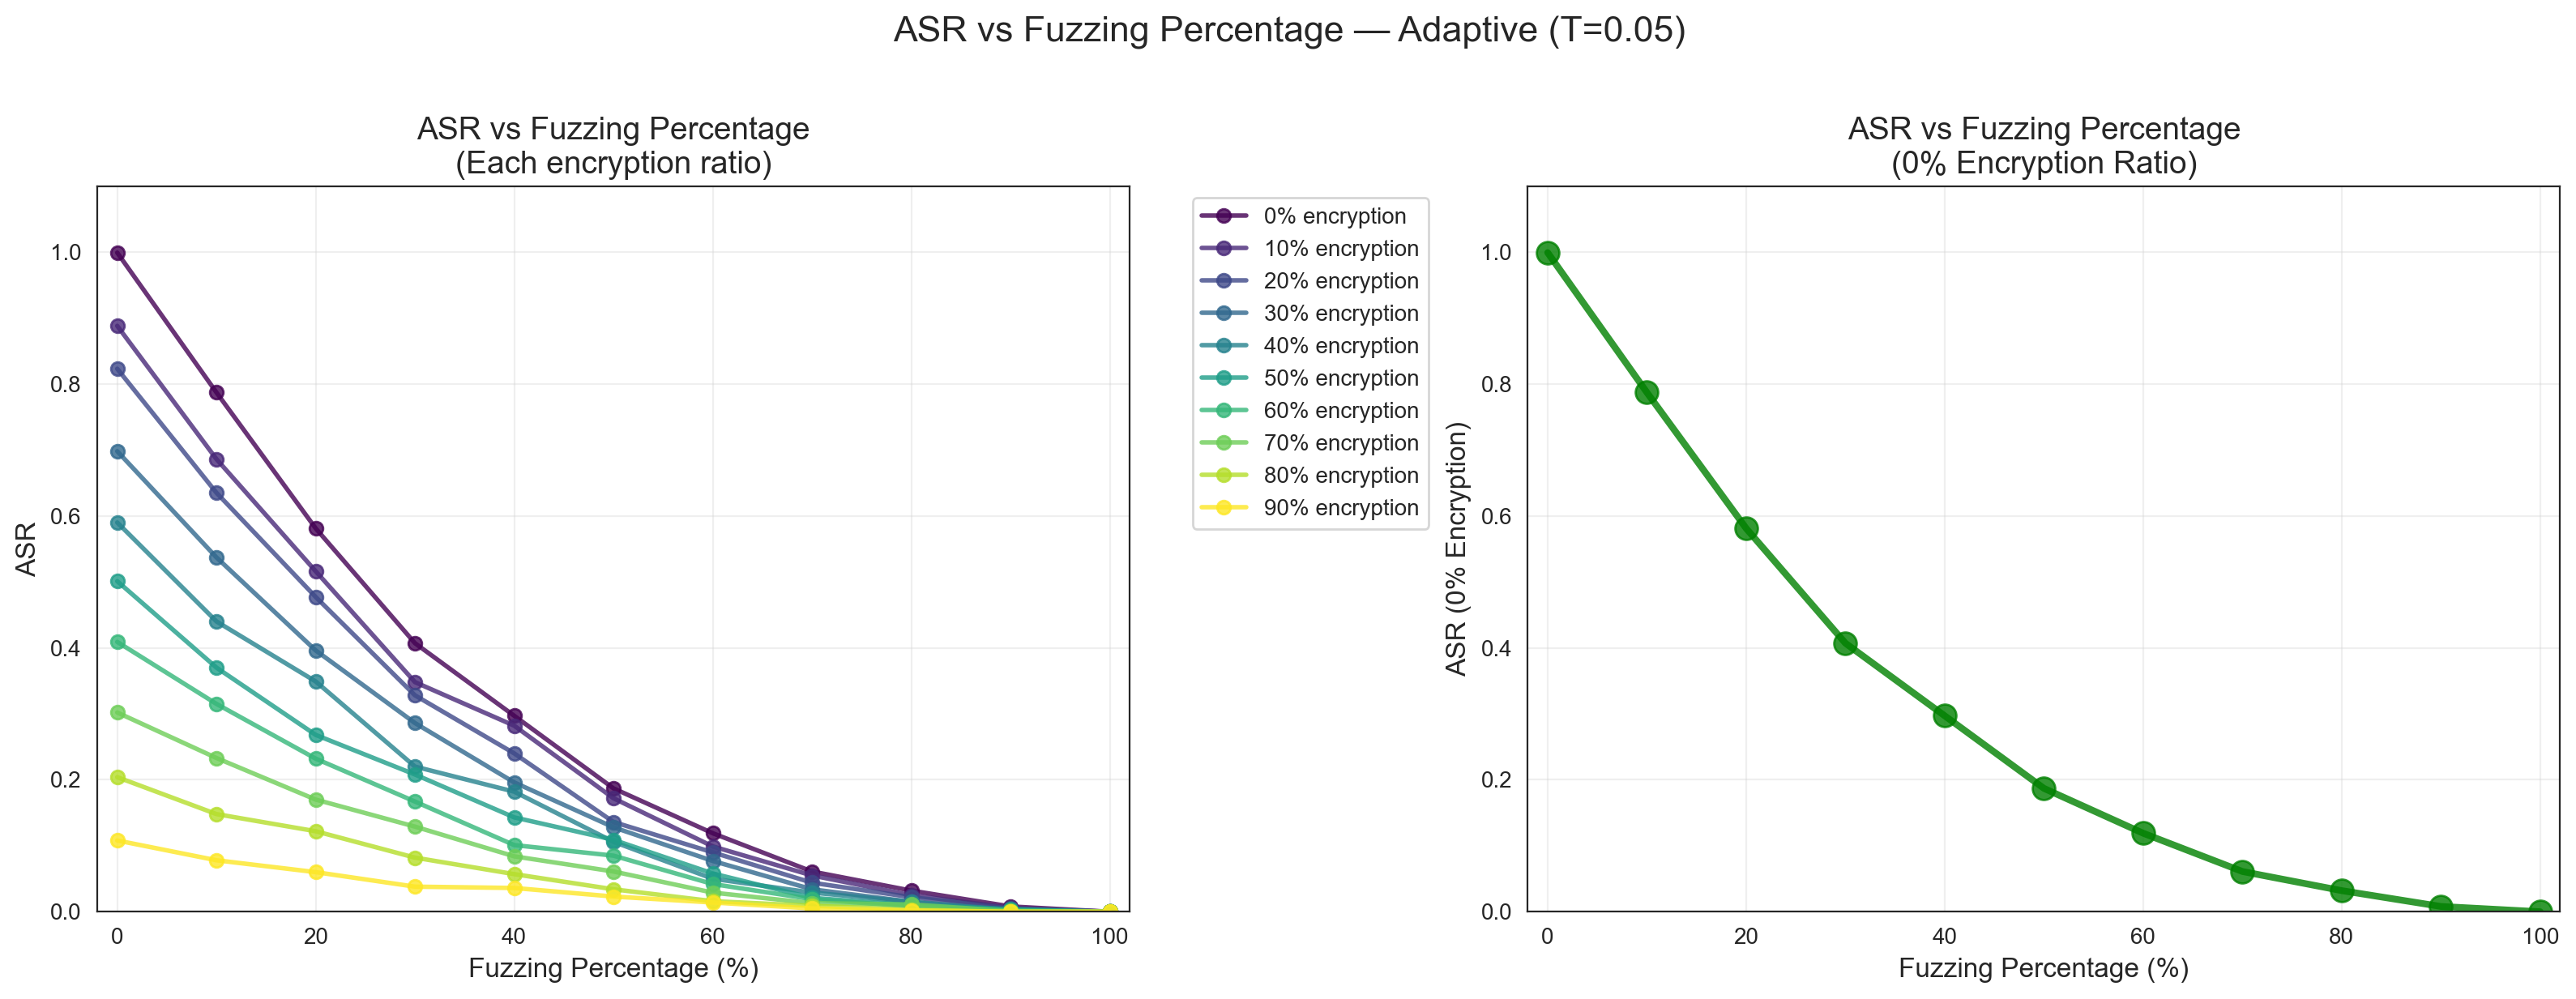 ASR vs Fuzzing Percentage — Adaptive (T=0.05)
ASR vs Fuzzing Percentage
(Each encryption ratio)
1.0
0.8
0.6
0.4
0.2
0.0
ASR
0 20 40 60 80 100
Fuzzing Percentage (%)
0% encryption
10% encryption
20% encryption
30% encryption
40% encryption
50% encryption
60% encryption
70% encryption
80% encryption
90% encryption
ASR vs Fuzzing Percentage
(0% Encryption Ratio)
1.0
0.8
0.6
0.4
0.2
0.0
ASR (0% Encryption)
0 20 40 60 80 100
Fuzzing Percentage (%)